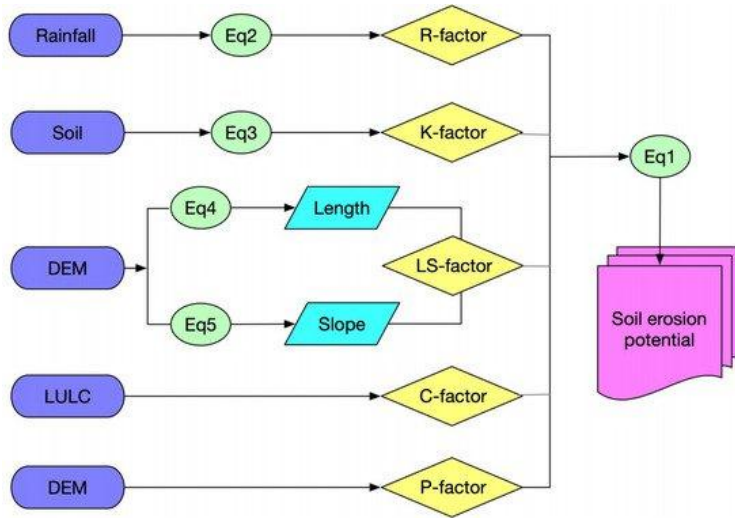 Rainfall
Eq2
R-factor
Soil
Eq3
K-factor
Eq1
Eq4
Length
DEM
LS-factor
Eq5
Slope
Soil erosion
potential
LULC
C-factor
DEM
P-factor